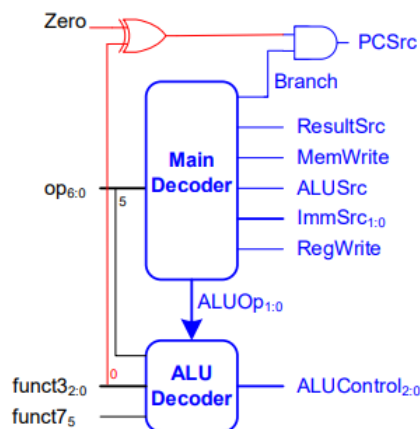 Zero
PCSrc
Branch
Main
Decoder
ResultSrc
MemWrite
op6:0
5
ALUSrc
ImmSrc1:0
RegWrite
ALUOp1:0
funct32:0
0
ALU
Decoder
ALUControl2:0
funct75